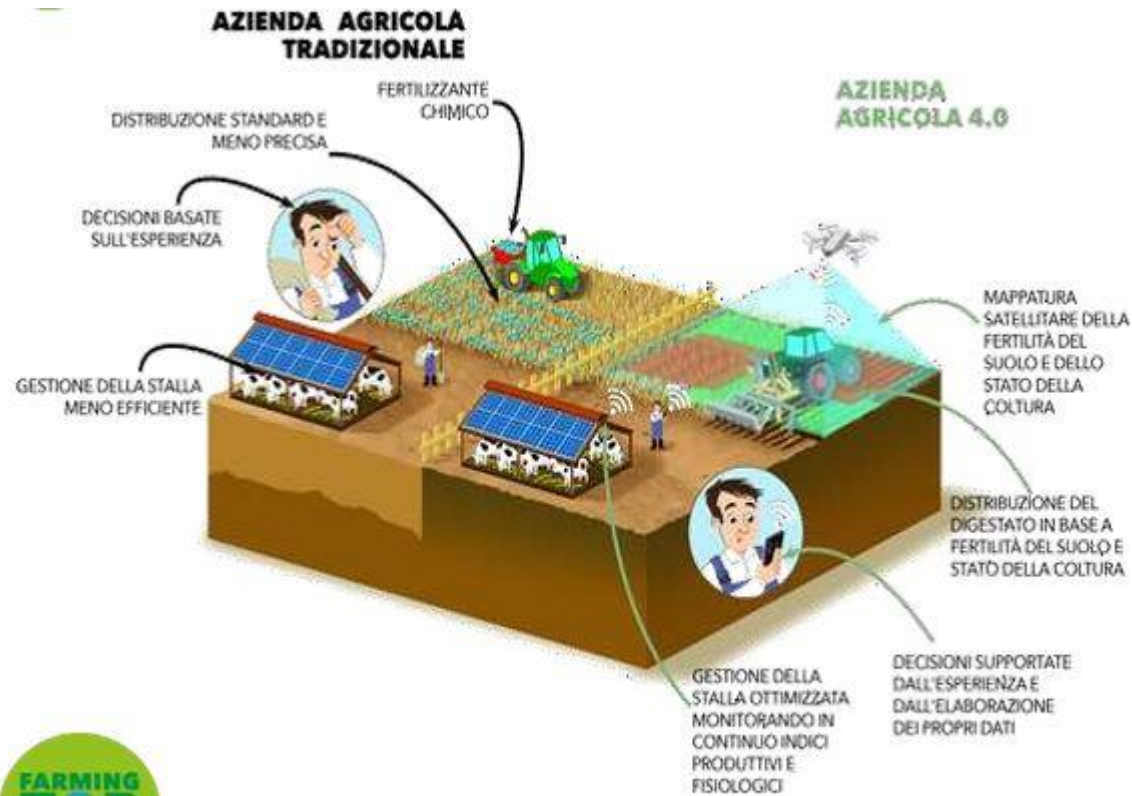 AZIENDA AGRICOLA
TRADIZIONALE
FERTILIZZANTE
CHIMICO
DISTRIBUZIONE STANDARD E
MENO PRECISA
DECISIONI BASATE
SULL'ESPERIENZA
GESTIONE DELLA STALLA
MENO EFFICIENTE
AZIENDA
AGRICOLA 4.0
MAPPATURA
SATELLITARE DELLA
FERTILITÀ DEL
SUOLO E DELLO
STATO DELLA
COLTURA
DISTRIBUZIONE DEL
DIGESTATO IN BASE A
FERTILITÀ DEL SUOLO E
STATO DELLA COLTURA
DECISIONI SUPPORTATE
DALL'ESPERIENZA E
DALL'ELABORAZIONE
DEI PROPRI DATI
GESTIONE DELLA
STALLA OTTIMIZZATA
MONITORANDO IN
CONTINUO INDICI
PRODUTTIVI E
FISIOLOGICI
FARMING